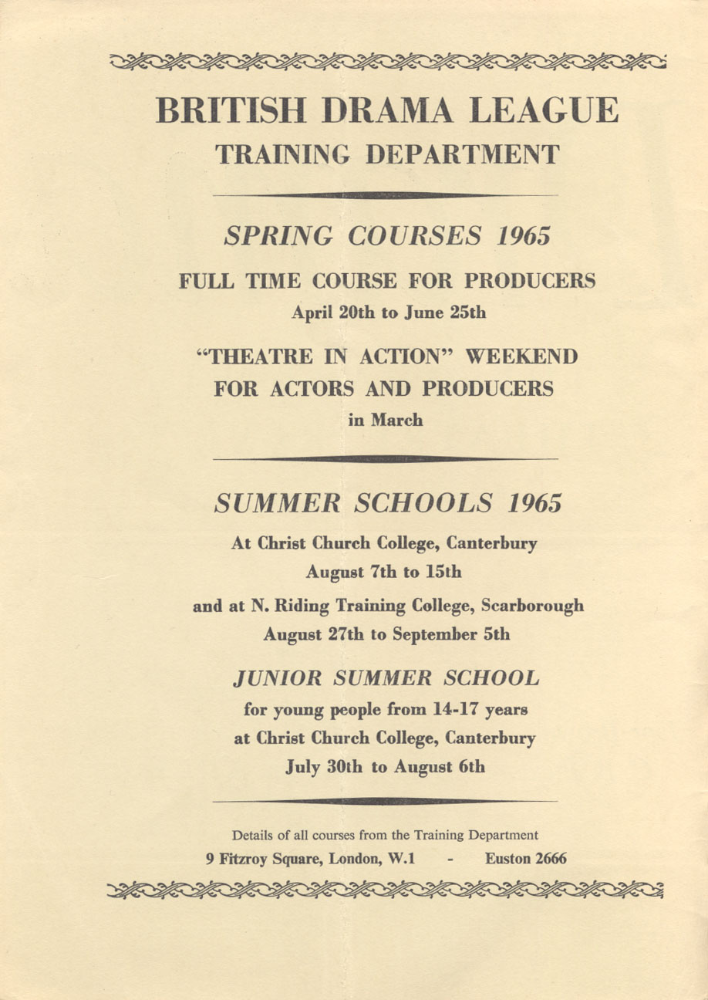 BRITISH DRAMA LEAGUE
TRAINING DEPARTMENT
SPRING COURSES 1965
FULL TIME COURSE FOR PRODUCERS
April 20th to June 25th
“THEATRE IN ACTION” WEEKEND
FOR ACTORS AND PRODUCERS
in March
SUMMER SCHOOLS 1965
At Christ Church College, Canterbury
August 7th to 15th
and at N. Riding Training College, Scarborough
August 27th to September 5th
JUNIOR SUMMER SCHOOL
for young people from 14-17 years
at Christ Church College, Canterbury
July 30th to August 6th
Details of all courses from the Training Department
9 Fitzroy Square, London, W.1 - Euston 2666